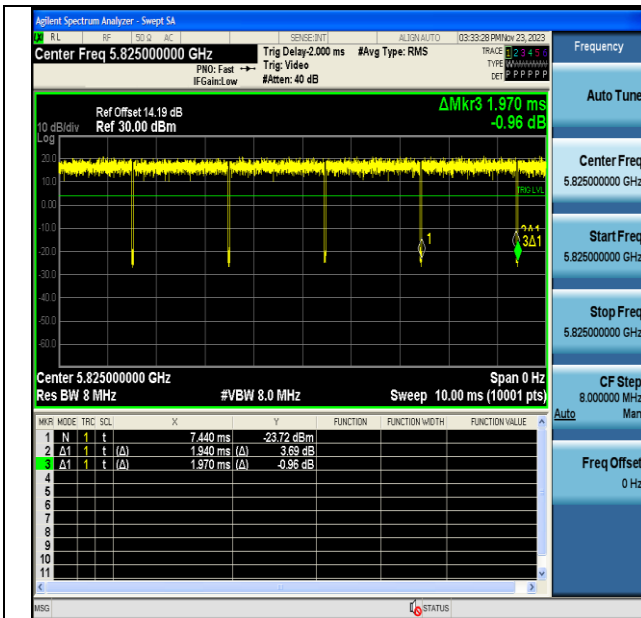 Agilent Spectrum Analyzer - Swept SA
RL RF 50 Ω AC SENSE:INT ALIGN AUTO 03:33:28 PM Nov 23, 2023
Center Freq 5.825000000 GHz
PNO: Fast
IFGain:Low
Trig Delay-2.000 ms
Trig: Video
#Atten: 40 dB
#Avg Type: RMS
TRACE 1 2 3 4 5 6
TYPE WWWWWW
DET P P P P P P
Ref Offset 14.19 dB
10 dB/div Ref 30.00 dBm
Log
ΔMkr3 1.970 ms
-0.96 dB
20.0
10.0
TRIG LVL
0.00
-10.0
-20.0
-30.0
-40.0
-50.0
-60.0
1
3Δ1
Center 5.825000000 GHz Span 0 Hz
Res BW 8 MHz #VBW 8.0 MHz Sweep 10.00 ms (10001 pts)
MKR MODE TRC SCL X Y FUNCTION FUNCTION WIDTH FUNCTION VALUE
1 N 1 t 7.440 ms -23.72 dBm
2 Δ1 1 t (Δ) 1.940 ms (Δ) 3.69 dB
3 Δ1 1 t (Δ) 1.970 ms (Δ) -0.96 dB
4
5
6
7
8
9
10
11
MSG STATUS
Frequency
Auto Tune
Center Freq
5.825000000 GHz
Start Freq
5.825000000 GHz
Stop Freq
5.825000000 GHz
CF Step
8.000000 MHz
Auto Man
Freq Offset
0 Hz